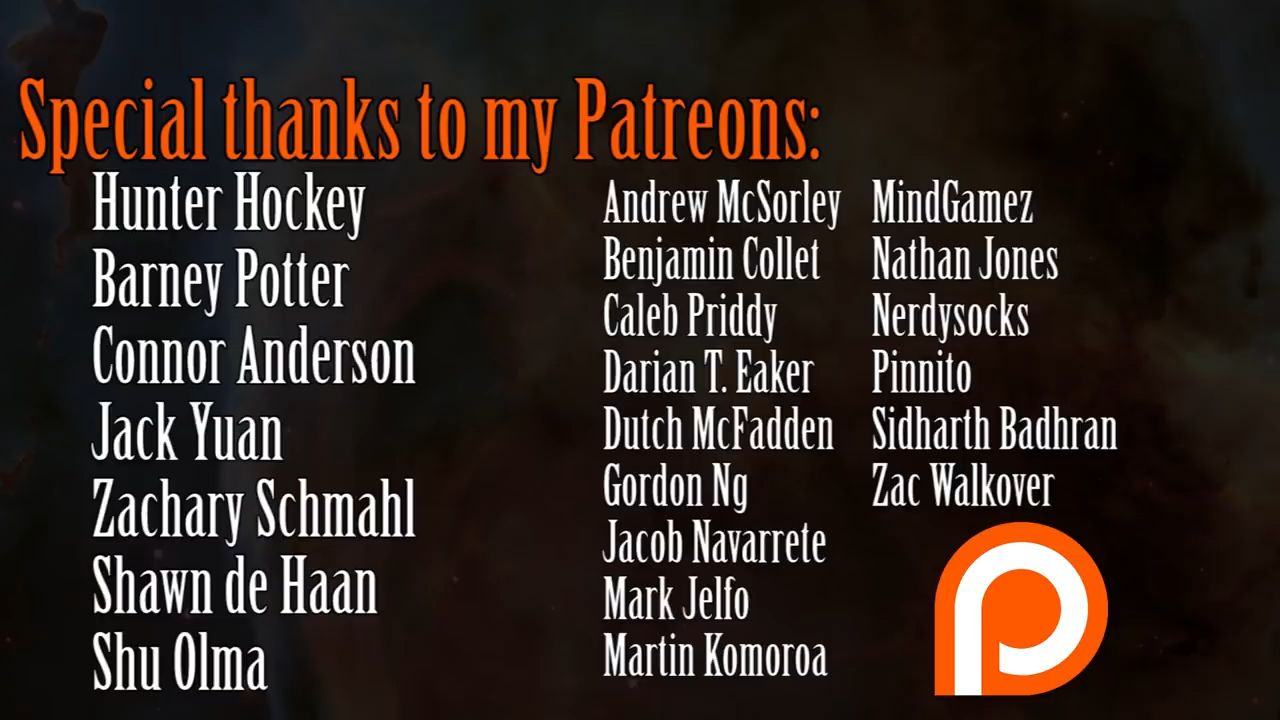 Special thanks to my Patreons:
Hunter Hockey
Barney Potter
Connor Anderson
Jack Yuan
Zachary Schmahl
Shawn de Haan
Shu Olma
Andrew McSorley
Benjamin Collet
Caleb Priddy
Darian T. Eaker
Dutch McFadden
Gordon Ng
Jacob Navarrete
Mark Jelfo
Martin Komoroa
MindGamez
Nathan Jones
Nerdysocks
Pinnito
Sidharth Badhran
Zac Walkover